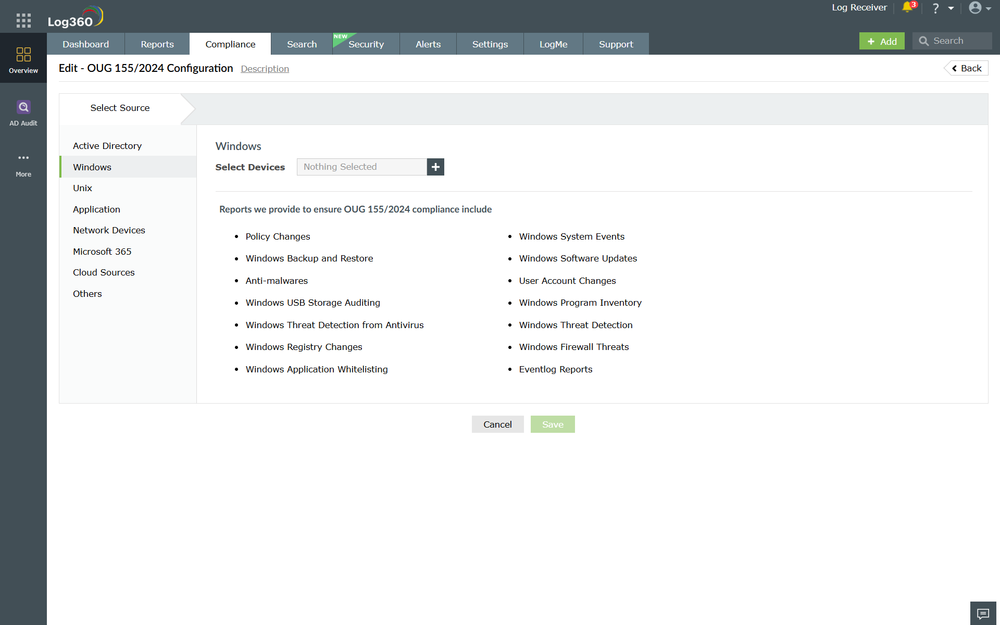 Log Receiver
3
?
Log360
Dashboard
Reports
Compliance
Search
NEW
Security
Alerts
Settings
LogMe
Support
+ Add
Search
Overview
AD Audit
More
Edit - OUG 155/2024 Configuration
Description
Back
Select Source
Active Directory
Windows
Unix
Application
Network Devices
Microsoft 365
Cloud Sources
Others
Windows
Select Devices
Nothing Selected
Reports we provide to ensure OUG 155/2024 compliance include
• Policy Changes
• Windows System Events
• Windows Backup and Restore
• Windows Software Updates
• Anti-malwares
• User Account Changes
• Windows USB Storage Auditing
• Windows Program Inventory
• Windows Threat Detection from Antivirus
• Windows Threat Detection
• Windows Registry Changes
• Windows Firewall Threats
• Windows Application Whitelisting
• Eventlog Reports
Cancel
Save